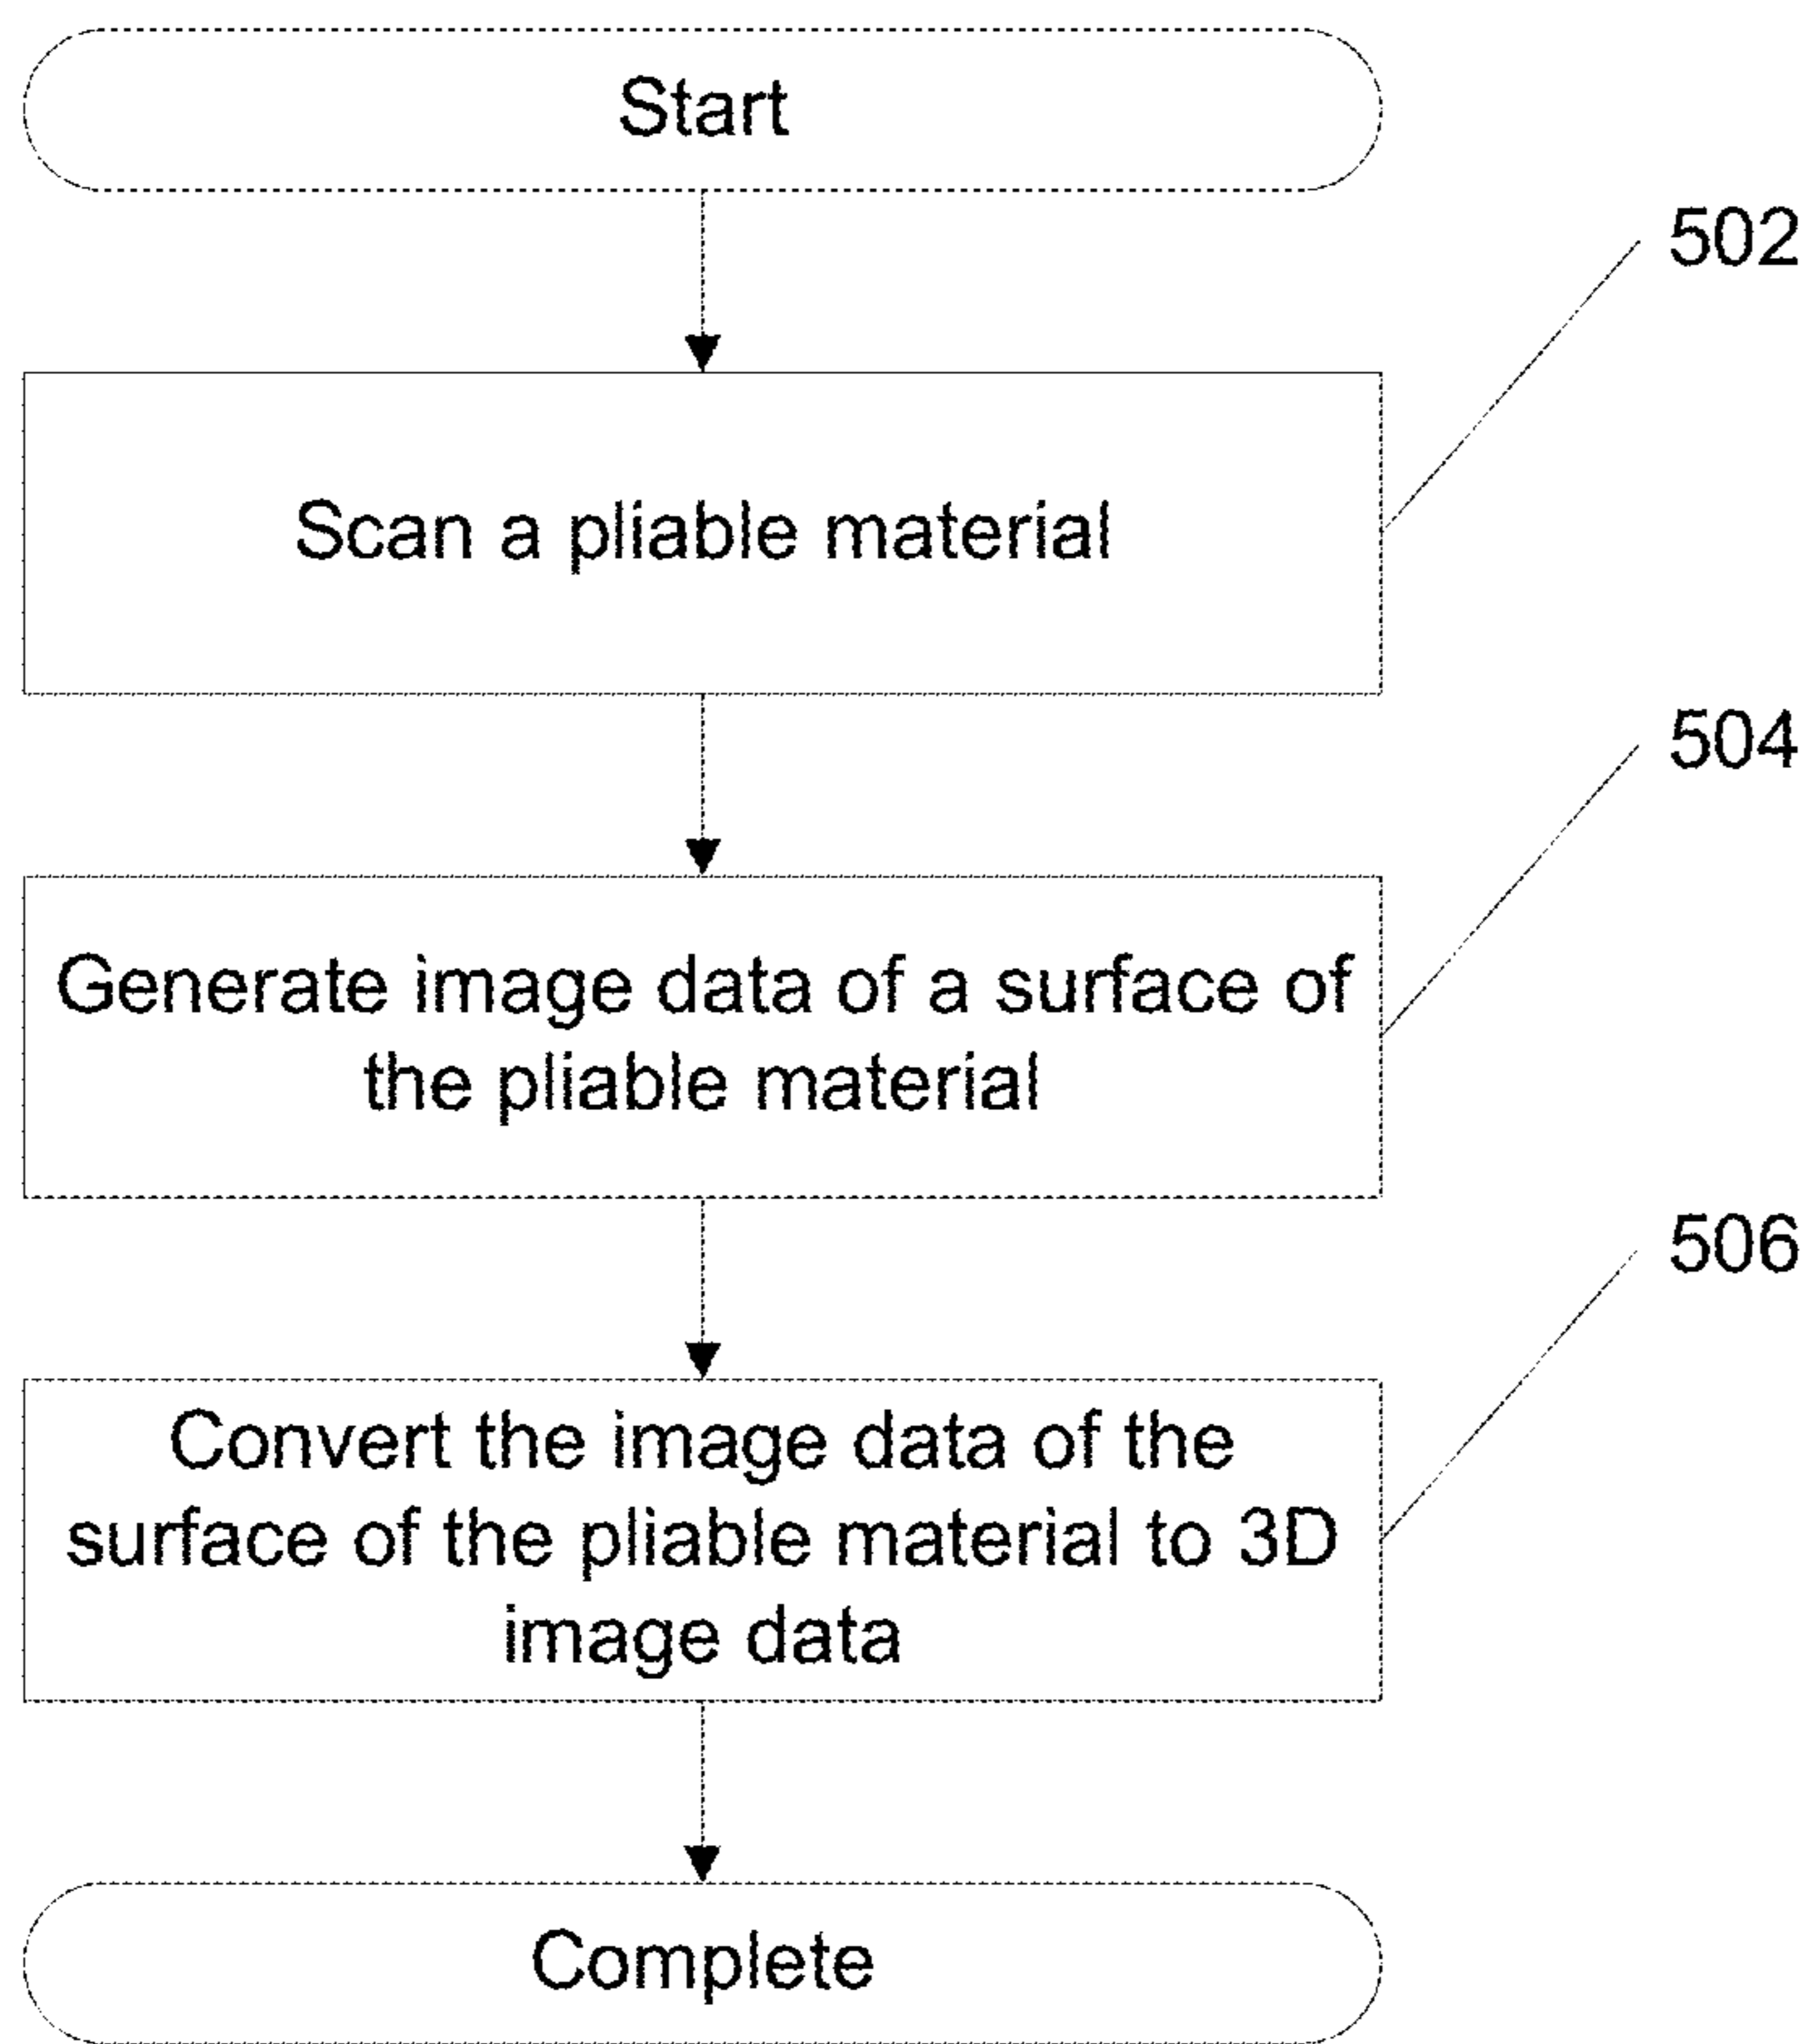 Start
502
Scan a pliable material
504
Generate image data of a surface of
the pliable material
506
Convert the image data of the
surface of the pliable material to 3D
image data
Complete